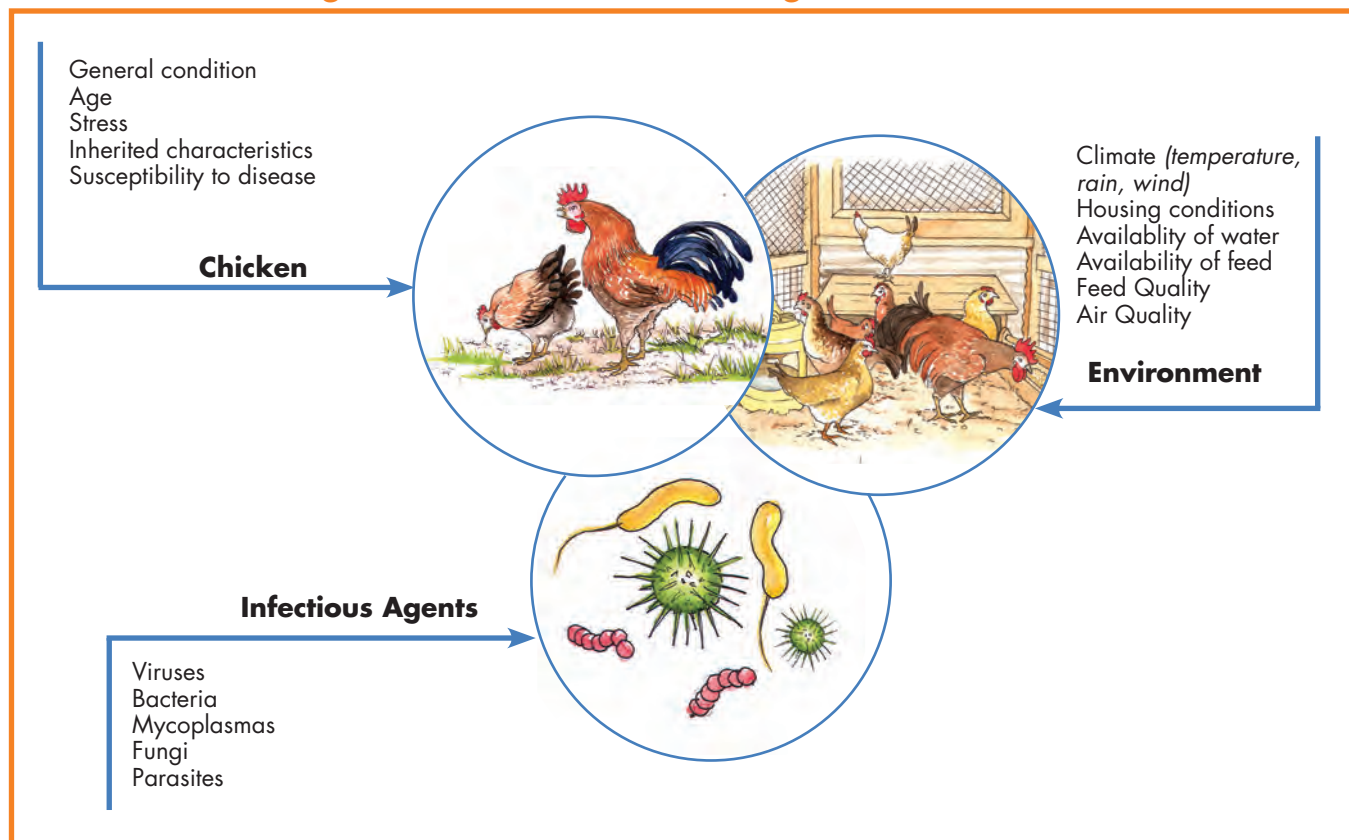 General condition
Age
Stress
Inherited characteristics
Susceptibility to disease
Chicken
Climate (temperature,
rain, wind)
Housing conditions
Availablity of water
Availability of feed
Feed Quality
Air Quality
Environment
Infectious Agents
Viruses
Bacteria
Mycoplasmas
Fungi
Parasites